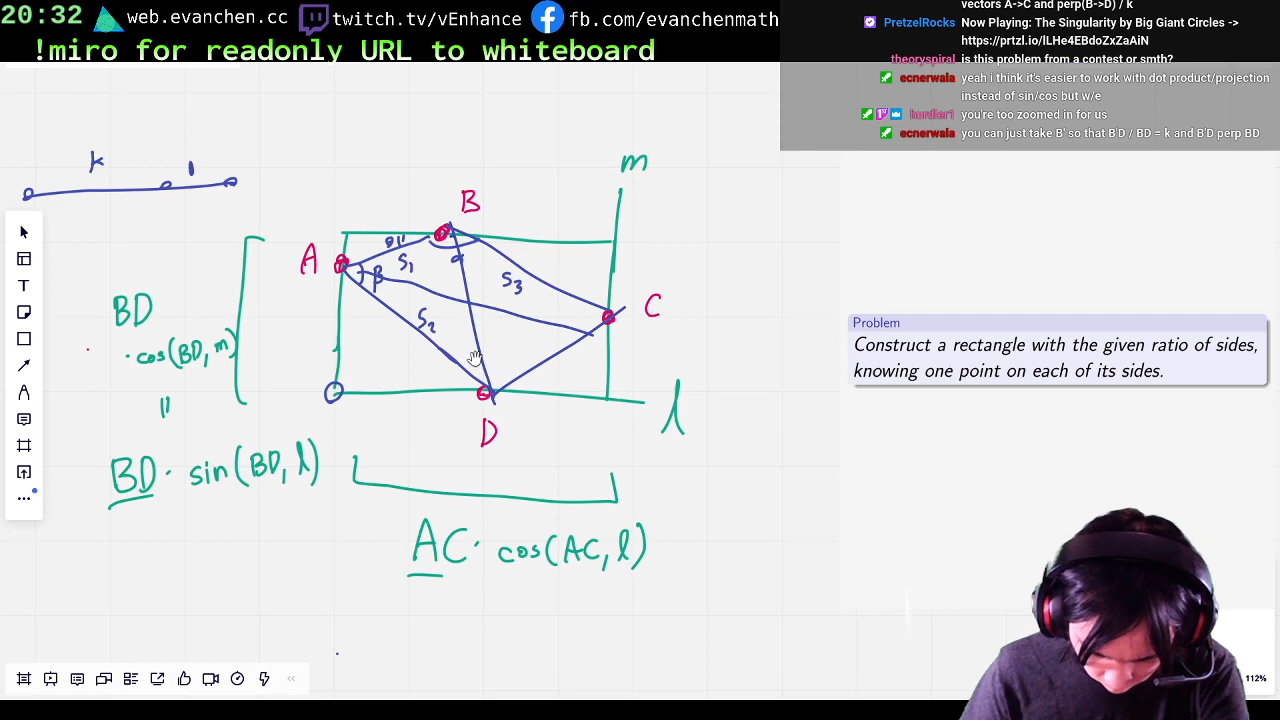 20:32 web.evanchen.cc twitch.tv/vEnhance fb.com/evanchenmath
!miro for readonly URL to whiteboard
vectors A->C and perp(B->D) / k
PretzelRocks Now Playing: The Singularity by Big Giant Circles ->
https://prtzl.io/lLHe4EBdoZxZaAiN
theoryspiral is this problem from a contest or smth?
ecnerwala yeah i think it's easier to work with dot product/projection
instead of sin/cos but w/e
hurdler1 you're too zoomed in for us
ecnerwala you can just take B' so that B'D / BD = k and B'D perp BD
k 1
m
B
A
β
S₁
α
S₃
C
S₂
BD
· cos(BD, m)
"
BD · sin(BD, l)
D
l
AC · cos(AC, l)
Problem
Construct a rectangle with the given ratio of sides,
knowing one point on each of its sides.
112%